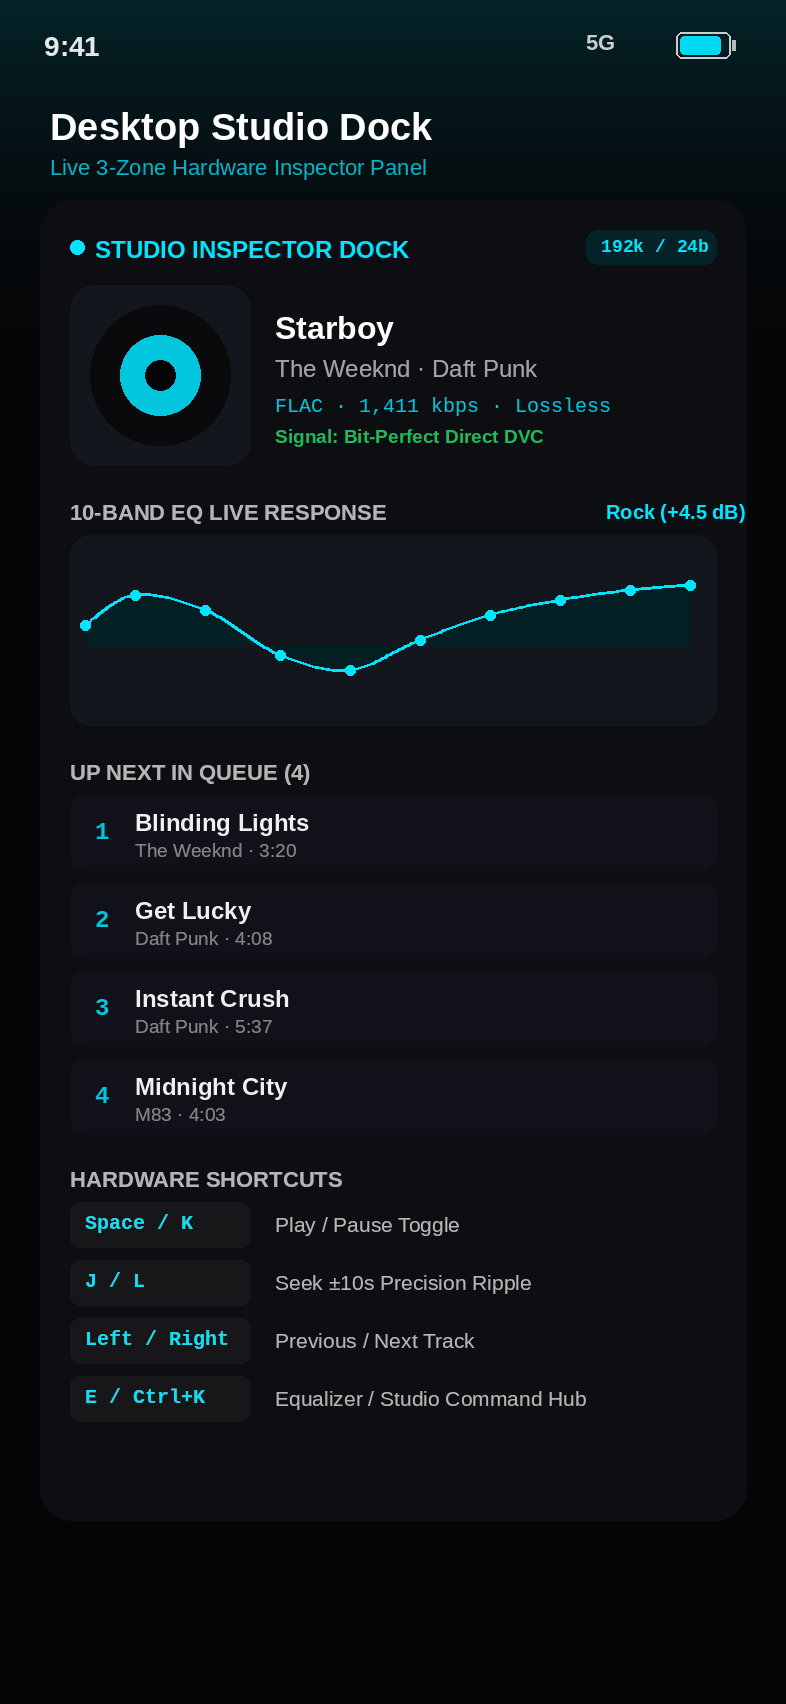 9:41
5G
Desktop Studio Dock
Live 3-Zone Hardware Inspector Panel
STUDIO INSPECTOR DOCK
192k / 24b
Starboy
The Weeknd · Daft Punk
FLAC · 1,411 kbps · Lossless
Signal: Bit-Perfect Direct DVC
10-BAND EQ LIVE RESPONSE
Rock (+4.5 dB)
UP NEXT IN QUEUE (4)
1
Blinding Lights
The Weeknd · 3:20
2
Get Lucky
Daft Punk · 4:08
3
Instant Crush
Daft Punk · 5:37
4
Midnight City
M83 · 4:03
HARDWARE SHORTCUTS
Space / K
Play / Pause Toggle
J / L
Seek ±10s Precision Ripple
Left / Right
Previous / Next Track
E / Ctrl+K
Equalizer / Studio Command Hub